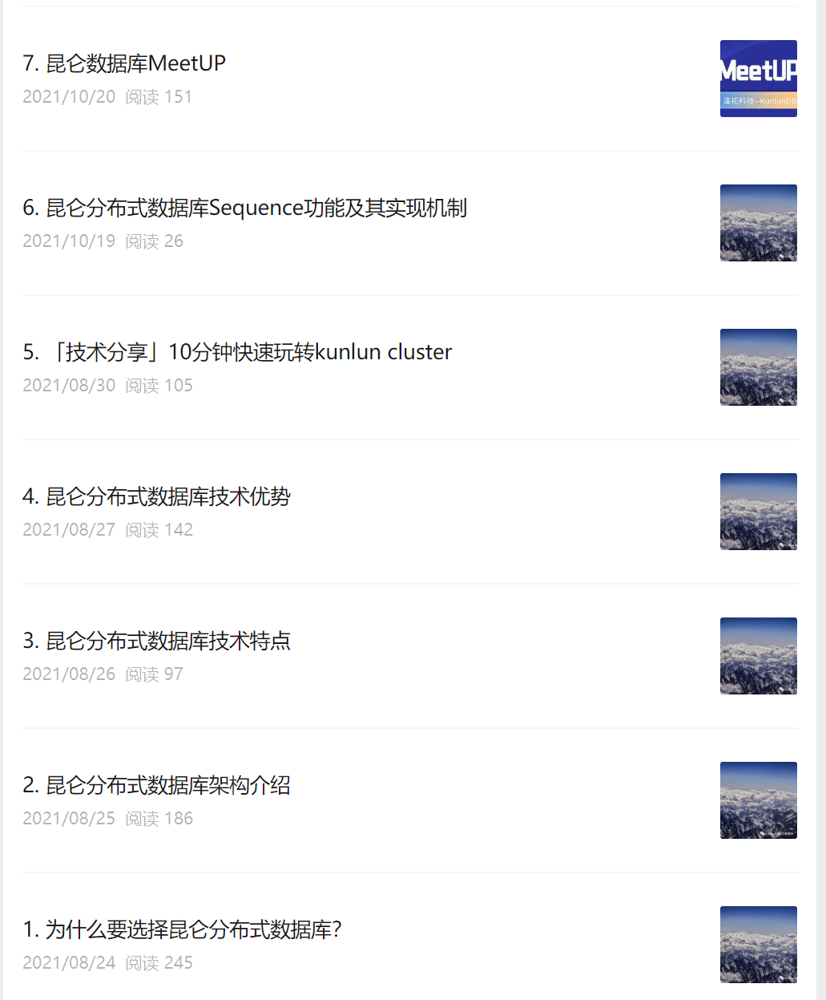 7. 昆仑数据库MeetUP
2021/10/20 阅读 151
MeetUP
泽拓科技--KunlunDB
6. 昆仑分布式数据库Sequence功能及其实现机制
2021/10/19 阅读 26
5. 「技术分享」10分钟快速玩转kunlun cluster
2021/08/30 阅读 105
4. 昆仑分布式数据库技术优势
2021/08/27 阅读 142
3. 昆仑分布式数据库技术特点
2021/08/26 阅读 97
2. 昆仑分布式数据库架构介绍
2021/08/25 阅读 186
1. 为什么要选择昆仑分布式数据库?
2021/08/24 阅读 245